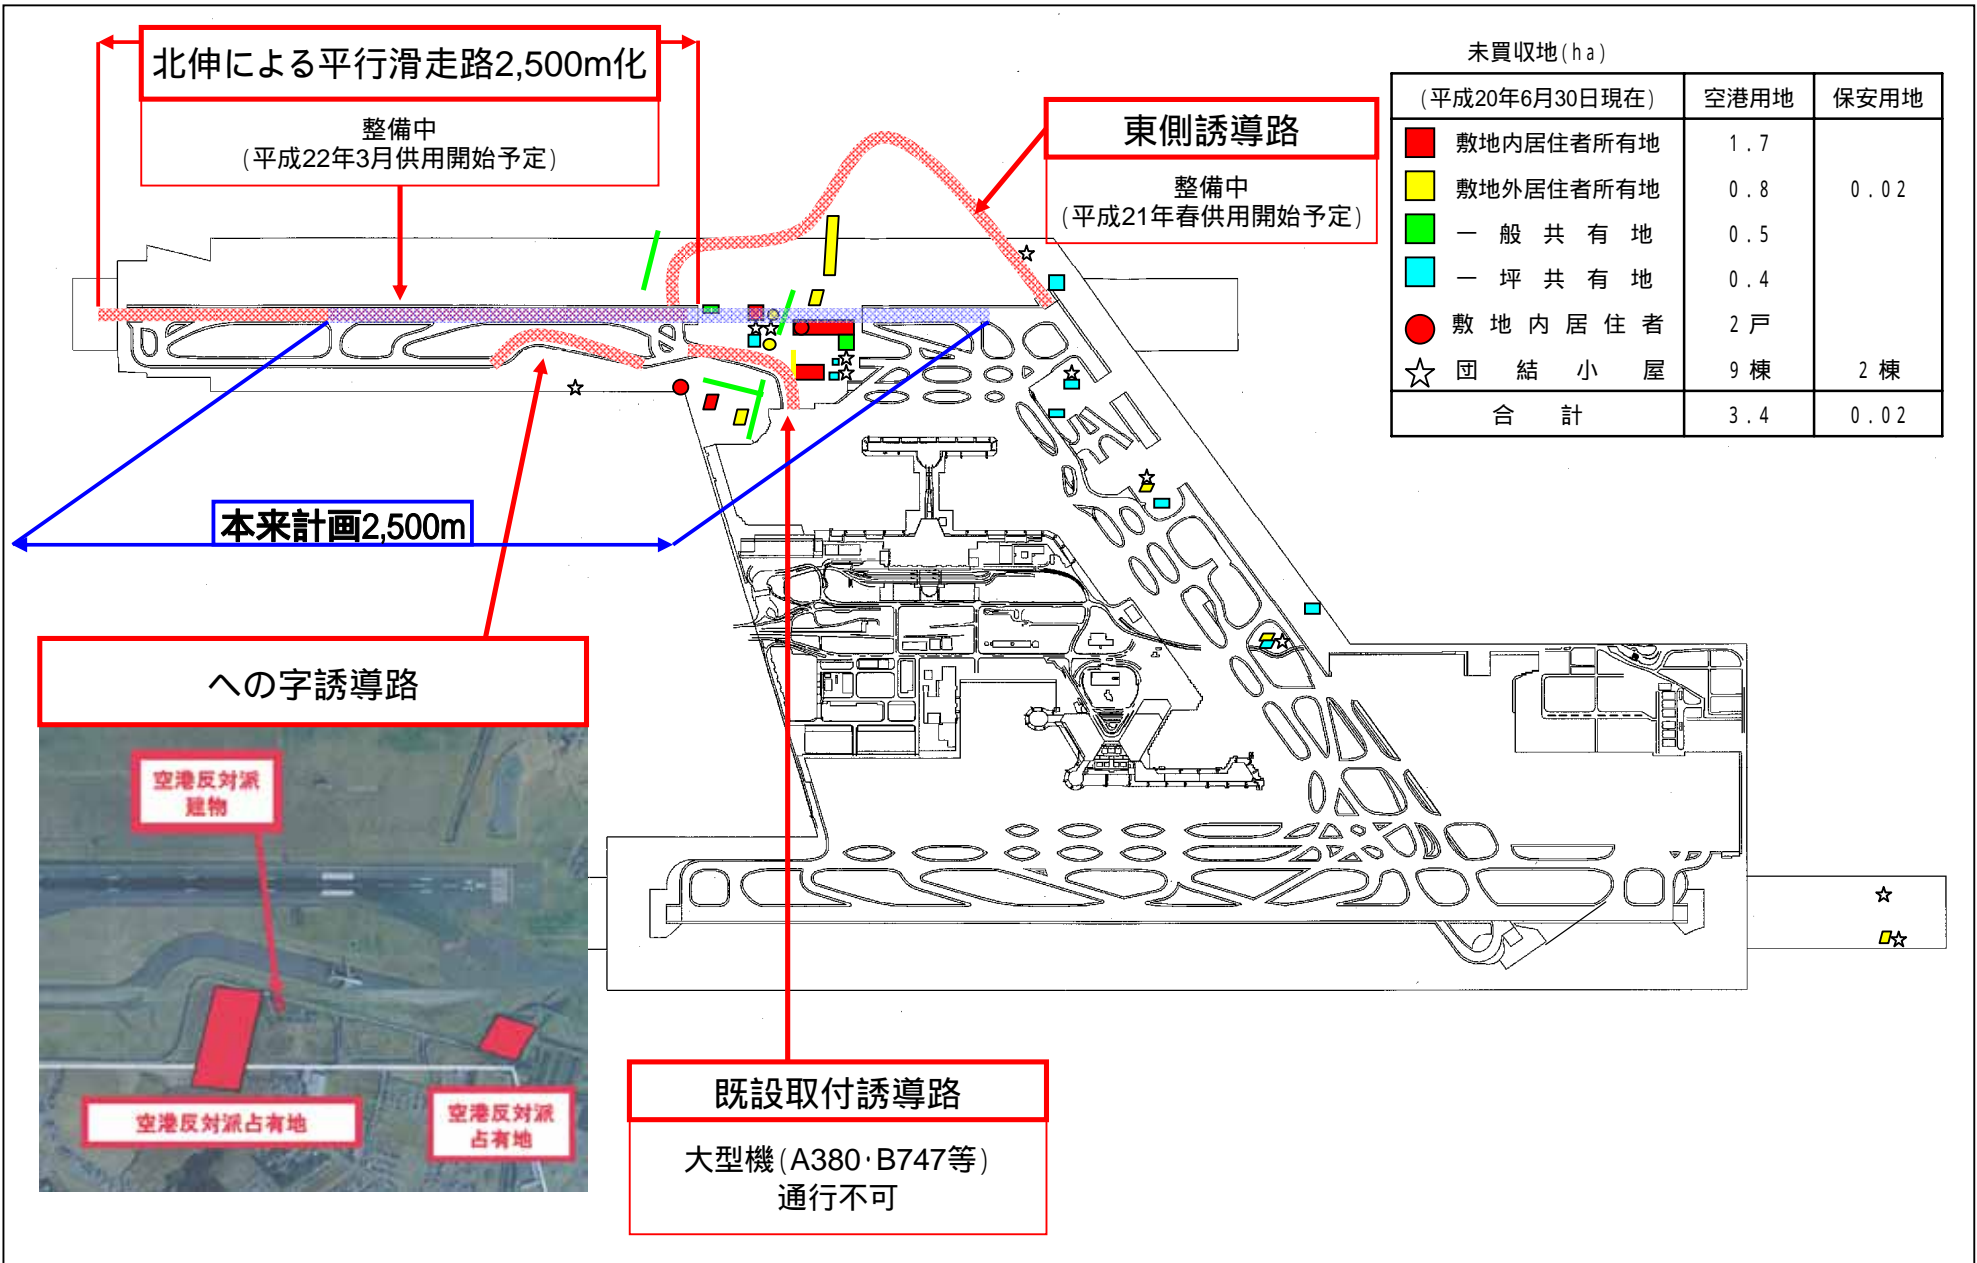 北伸による平行滑走路2,500m化
整備中
(平成22年3月供用開始予定)
東側誘導路
整備中
(平成21年春供用開始予定)
未買収地(ha)
(平成20年6月30日現在) 空港用地 保安用地
敷地内居住者所有地 1.7
敷地外居住者所有地 0.8 0.02
一般共有地 0.5
一坪共有地 0.4
敷地内居住者 2戸
団結小屋 9棟 2棟
合計 3.4 0.02
本来計画2,500m
への字誘導路
空港反対派
建物
空港反対派占有地
空港反対派
占有地
既設取付誘導路
大型機(A380·B747等)
通行不可